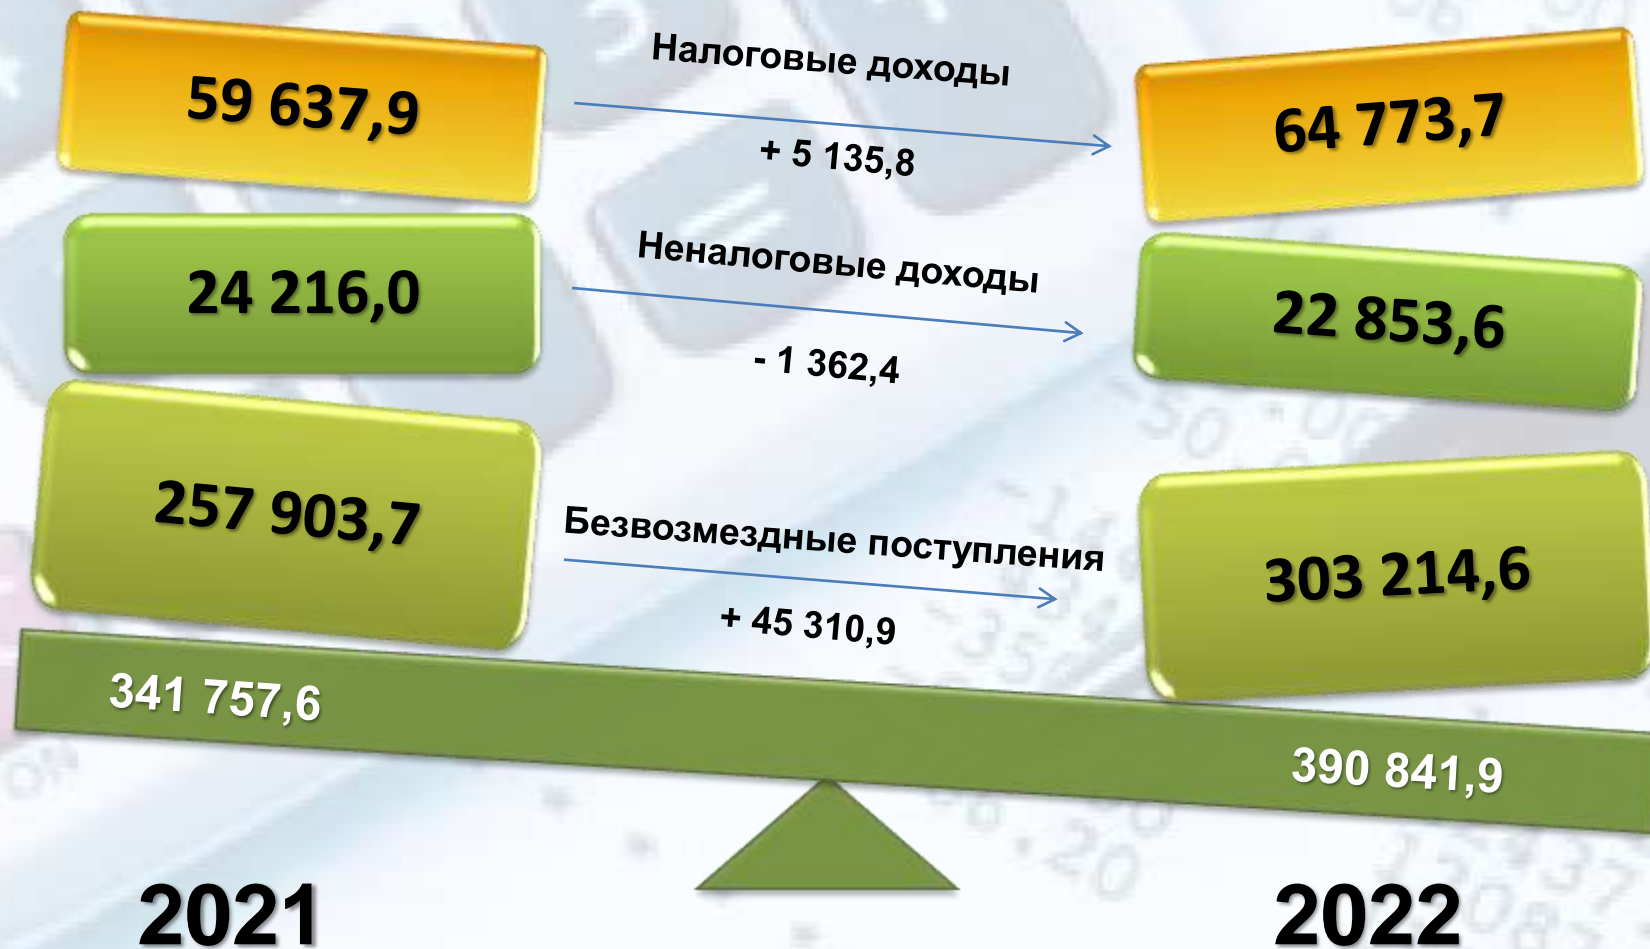 Налоговые доходы
59 637,9
+ 5 135,8
64 773,7
Неналоговые доходы
24 216,0
- 1 362,4
22 853,6
Безвозмездные поступления
257 903,7
+ 45 310,9
303 214,6
341 757,6
390 841,9
2021
2022